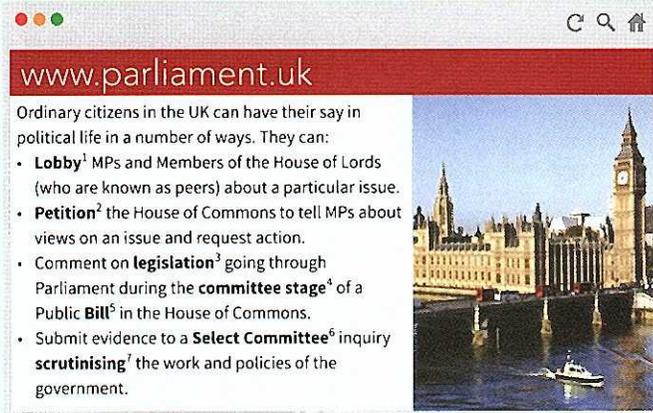 www.parliament.uk
Ordinary citizens in the UK can have their say in
political life in a number of ways. They can:
• Lobby¹ MPs and Members of the House of Lords
(who are known as peers) about a particular issue.
• Petition² the House of Commons to tell MPs about
views on an issue and request action.
• Comment on legislation³ going through
Parliament during the committee stage⁴ of a
Public Bill⁵ in the House of Commons.
• Submit evidence to a Select Committee⁶ inquiry
scrutinising⁷ the work and policies of the
government.